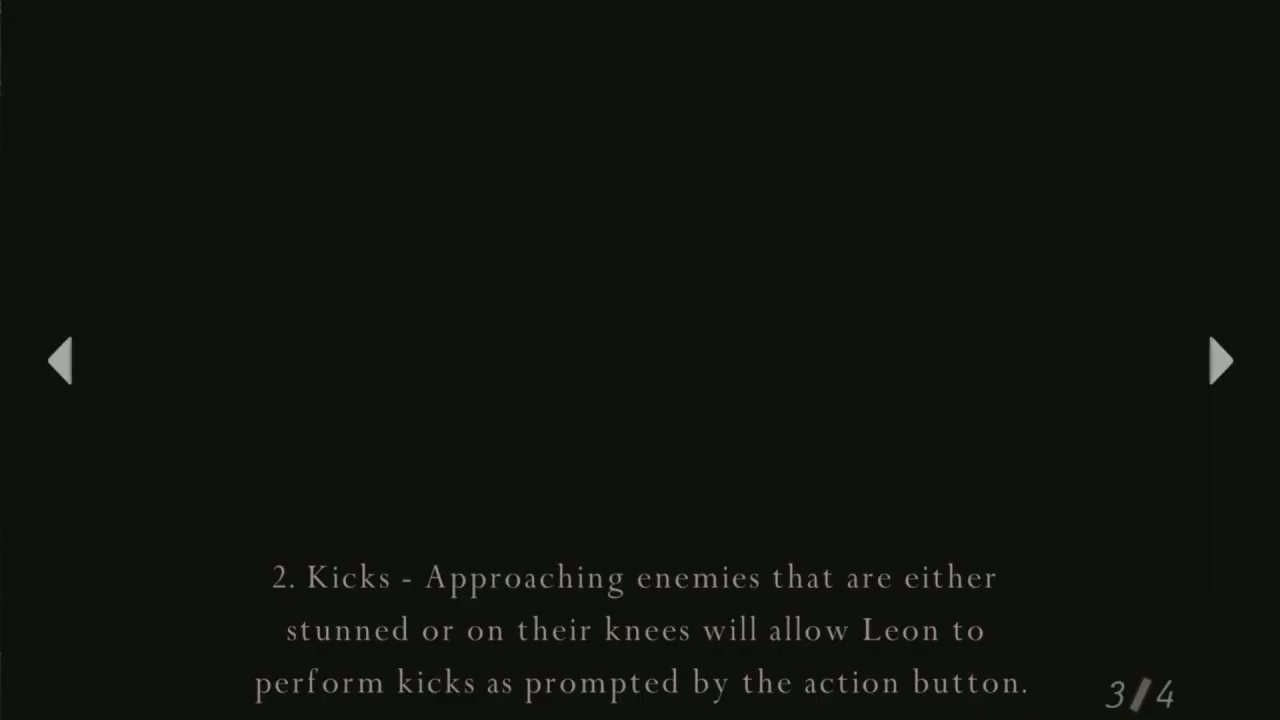 2. Kicks - Approaching enemies that are either
stunned or on their knees will allow Leon to
perform kicks as prompted by the action button.
3/4